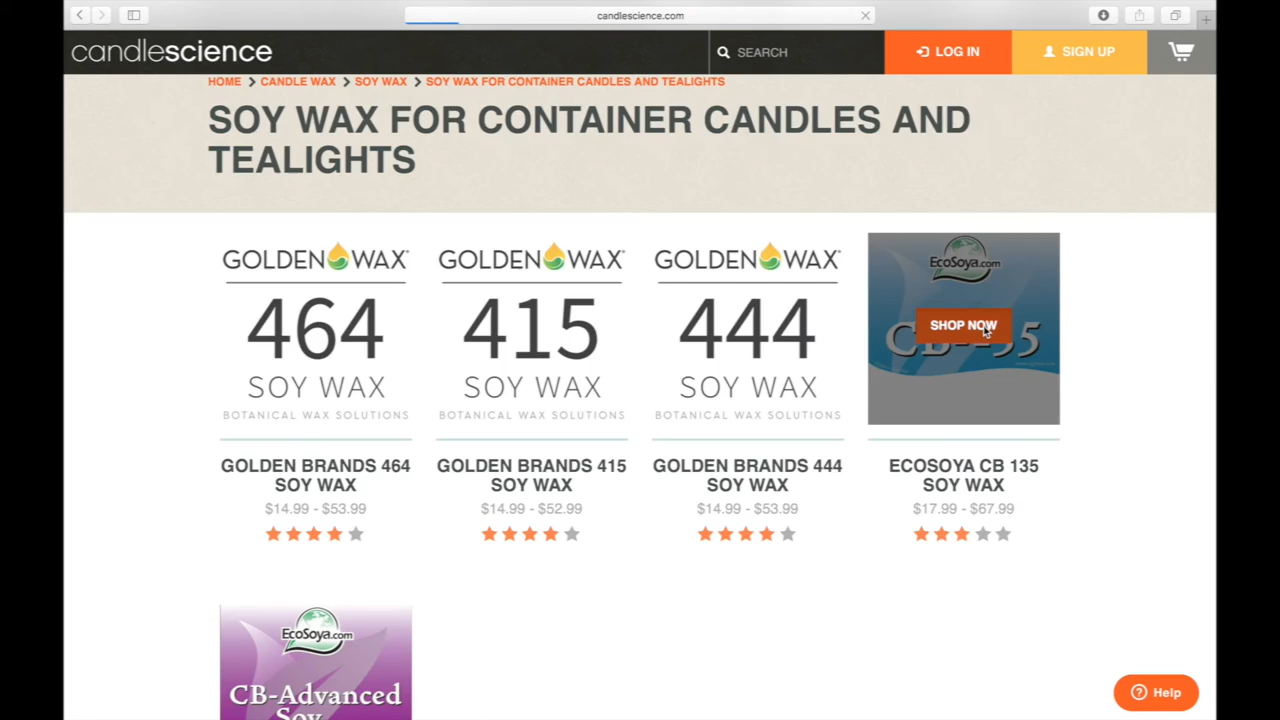 candlescience.com
candlescience
SEARCH
LOG IN
SIGN UP
HOME
CANDLE WAX
SOY WAX
SOY WAX FOR CONTAINER CANDLES AND TEALIGHTS
SOY WAX FOR CONTAINER CANDLES AND
TEALIGHTS
GOLDEN WAX
464
SOY WAX
BOTANICAL WAX SOLUTIONS
GOLDEN BRANDS 464
SOY WAX
$14.99 - $53.99
GOLDEN WAX
415
SOY WAX
BOTANICAL WAX SOLUTIONS
GOLDEN BRANDS 415
SOY WAX
$14.99 - $52.99
GOLDEN WAX
444
SOY WAX
BOTANICAL WAX SOLUTIONS
GOLDEN BRANDS 444
SOY WAX
$14.99 - $53.99
EcoSoya.com
SHOP NOW
ECOSOYA CB 135
SOY WAX
$17.99 - $67.99
EcoSoya.com
CB-Advanced
Soy
Help